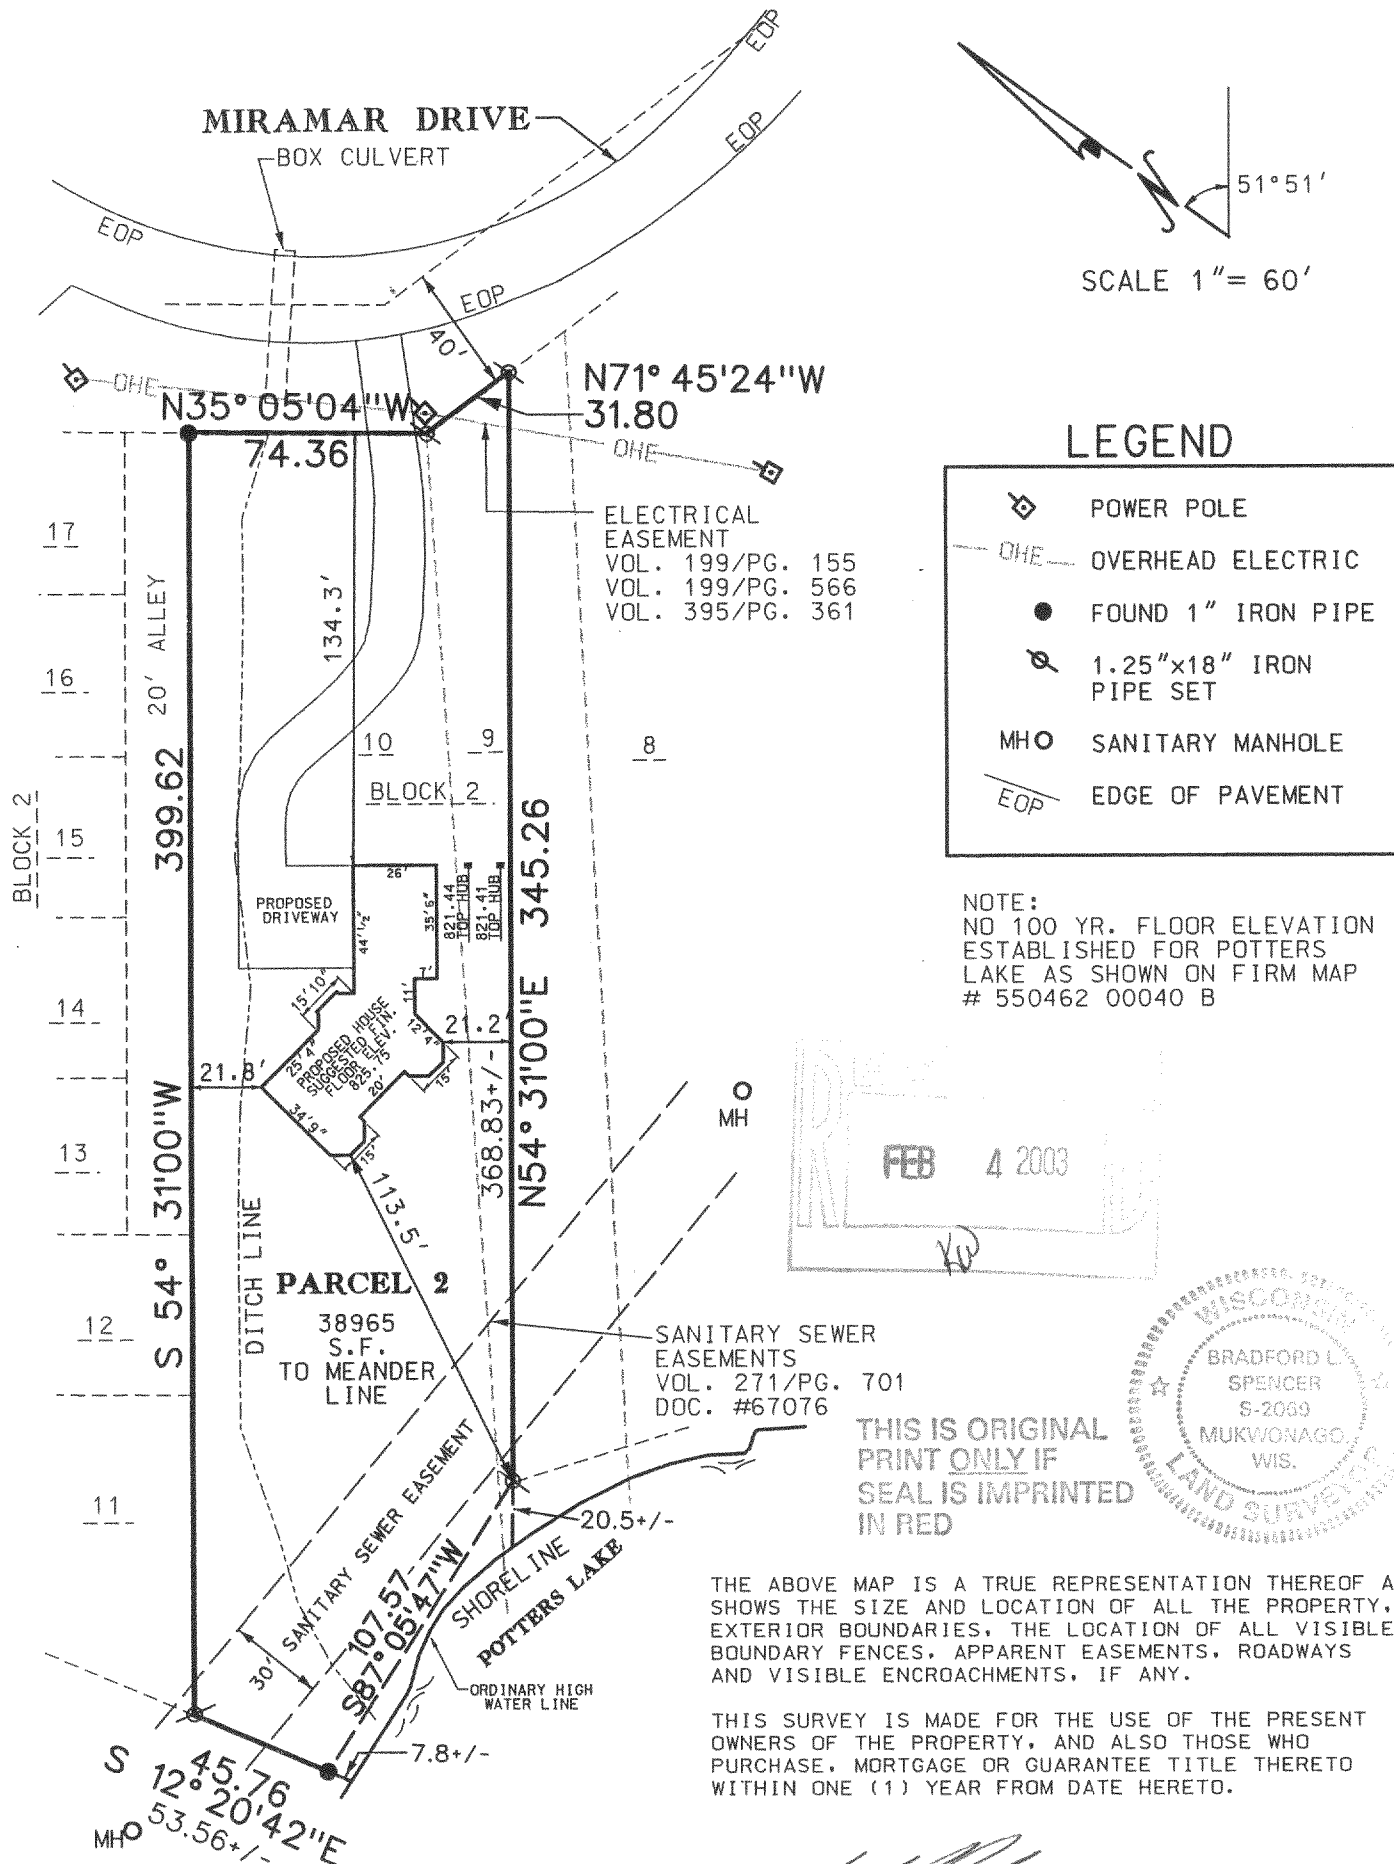 MIRAMAR DRIVE
BOX CULVERT
EOP
EOP
EOP
EOP
40'
51°51'
SCALE 1"= 60'
OHE
N35° 05'04"W
74.36
N71° 45'24"W
31.80
OHE
ELECTRICAL
EASEMENT
VOL. 199/PG. 155
VOL. 199/PG. 566
VOL. 395/PG. 361
LEGEND
POWER POLE
OHE OVERHEAD ELECTRIC
FOUND 1" IRON PIPE
1.25"x18" IRON
PIPE SET
MH SANITARY MANHOLE
EOP EDGE OF PAVEMENT
NOTE:
NO 100 YR. FLOOR ELEVATION
ESTABLISHED FOR POTTERS
LAKE AS SHOWN ON FIRM MAP
# 550462 00040 B
17
16
15
14
13
12
11
BLOCK 2
20' ALLEY
S 54° 31'00"W 399.62
134.3'
10
9
8
BLOCK 2
N54° 31'00"E 345.26
368.83+/-
PROPOSED
DRIVEWAY
26'
44' 1/2"
35'6"
821.44
TOP HUB
821.41
TOP HUB
7'
11'
15'10"
12'4"
21.2'
25'4"
PROPOSED HOUSE
SUGGESTED FIN.
FLOOR ELEV.
825.75
20'
15'
21.8'
34'9"
15'
113.5'
DITCH LINE
PARCEL 2
38965
S.F.
TO MEANDER
LINE
MH
FEB 4 2003
KW
SANITARY SEWER
EASEMENTS
VOL. 271/PG. 701
DOC. #67076
THIS IS ORIGINAL
PRINT ONLY IF
SEAL IS IMPRINTED
IN RED
WISCONSIN
BRADFORD L.
SPENCER
S-2069
MUKWONAGO,
WIS.
LAND SURVEYOR
SANITARY SEWER EASEMENT
30'
107.57
S87° 05'47"W
20.5+/-
SHORELINE
POTTERS LAKE
ORDINARY HIGH
WATER LINE
7.8+/-
45.76
S 12° 20'42"E
53.56+/-
MH
THE ABOVE MAP IS A TRUE REPRESENTATION THEREOF A
SHOWS THE SIZE AND LOCATION OF ALL THE PROPERTY,
EXTERIOR BOUNDARIES, THE LOCATION OF ALL VISIBLE
BOUNDARY FENCES, APPARENT EASEMENTS, ROADWAYS
AND VISIBLE ENCROACHMENTS, IF ANY.
THIS SURVEY IS MADE FOR THE USE OF THE PRESENT
OWNERS OF THE PROPERTY, AND ALSO THOSE WHO
PURCHASE, MORTGAGE OR GUARANTEE TITLE THERETO
WITHIN ONE (1) YEAR FROM DATE HERETO.